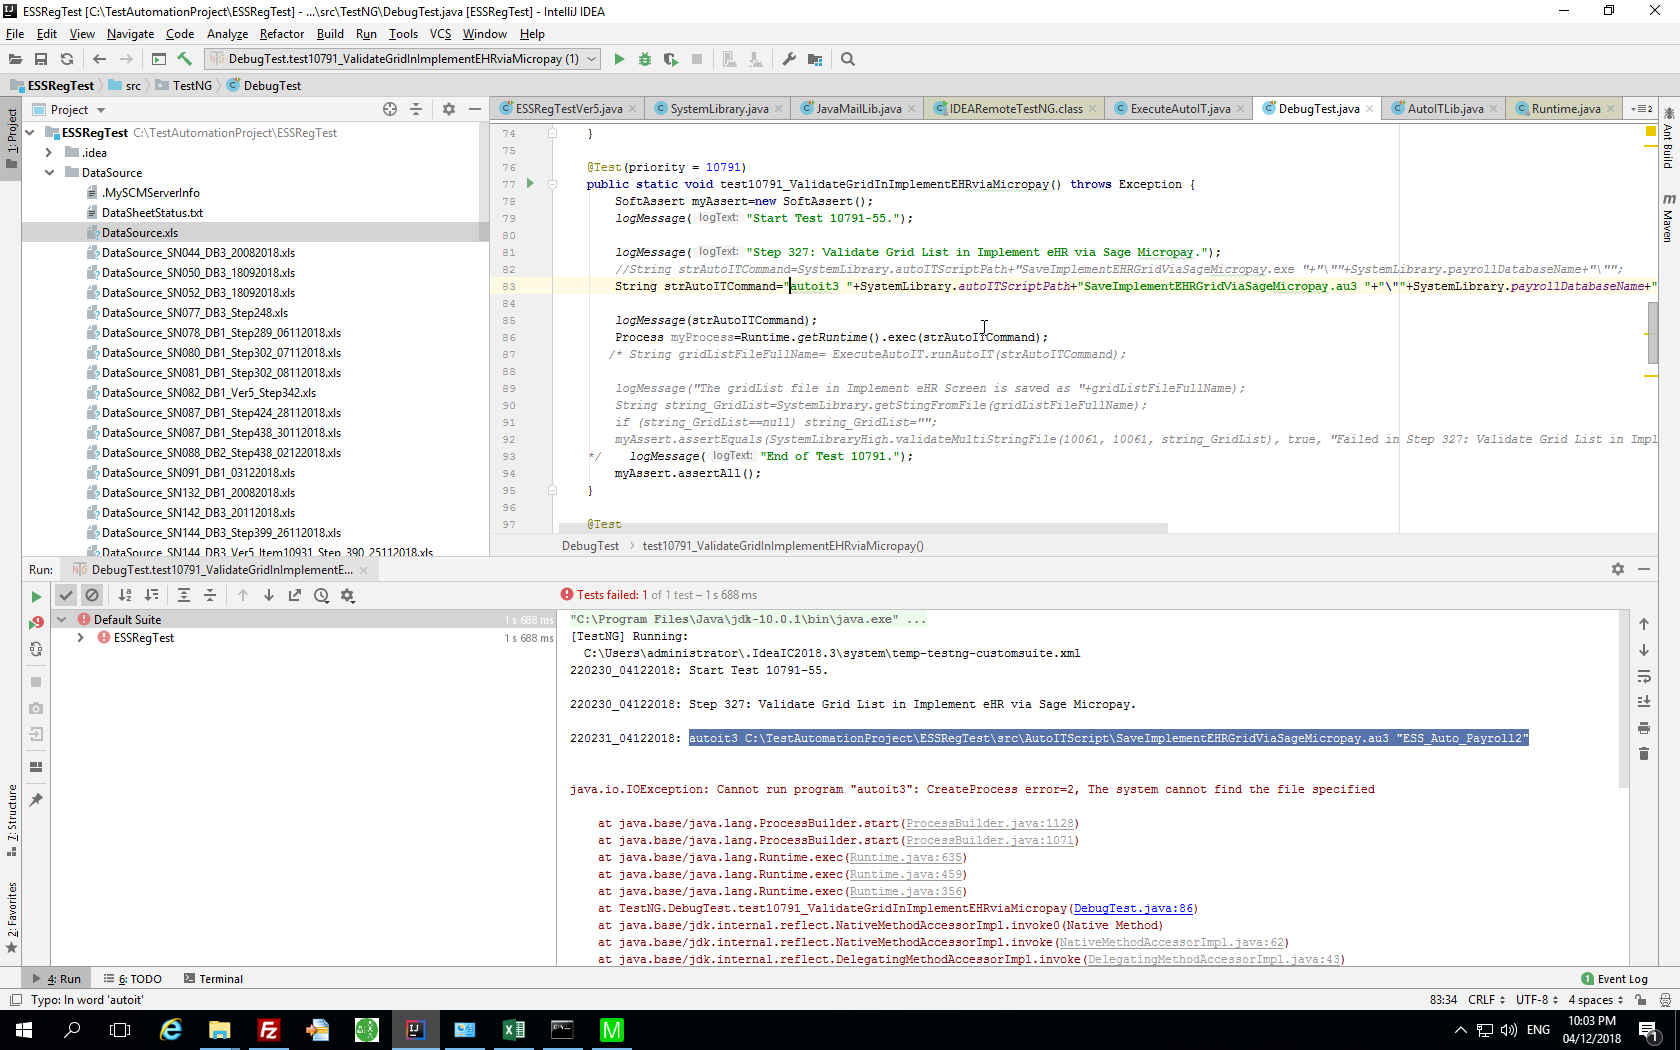 ESSRegTest [C:\TestAutomationProject\ESSRegTest] - ...\src\TestNG\DebugTest.java [ESSRegTest] - IntelliJ IDEA
File Edit View Navigate Code Analyze Refactor Build Run Tools VCS Window Help
DebugTest.test10791_ValidateGridInImplementEHRviaMicropay (1)
ESSRegTest src TestNG DebugTest
Project
ESSRegTestVer5.java SystemLibrary.java JavaMailLib.java IDEARemoteTestNG.class ExecuteAutoIT.java DebugTest.java AutoITLib.java Runtime.java
1: Project
ESSRegTest C:\TestAutomationProject\ESSRegTest
.idea
DataSource
.MySCMServerInfo
DataSheetStatus.txt
DataSource.xls
DataSource_SN044_DB3_20082018.xls
DataSource_SN050_DB3_18092018.xls
DataSource_SN052_DB3_18092018.xls
DataSource_SN077_DB3_Step248.xls
DataSource_SN078_DB1_Step289_06112018.xls
DataSource_SN080_DB1_Step302_07112018.xls
DataSource_SN081_DB1_Step302_08112018.xls
DataSource_SN082_DB1_Ver5_Step342.xls
DataSource_SN087_DB1_Step424_28112018.xls
DataSource_SN087_DB1_Step438_30112018.xls
DataSource_SN088_DB2_Step438_02122018.xls
DataSource_SN091_DB1_03122018.xls
DataSource_SN132_DB1_20082018.xls
DataSource_SN142_DB3_20112018.xls
DataSource_SN144_DB3_Step399_26112018.xls
DataSource_SN144_DB3_Ver5_Item10931_Step_390_25112018.xls
74 }
75
76 @Test(priority = 10791)
77 public static void test10791_ValidateGridInImplementEHRviaMicropay() throws Exception {
78 SoftAssert myAssert=new SoftAssert();
79 logMessage( logText: "Start Test 10791-55.");
80
81 logMessage( logText: "Step 327: Validate Grid List in Implement eHR via Sage Micropay.");
82 //String strAutoITCommand=SystemLibrary.autoITScriptPath+"SaveImplementEHRGridViaSageMicropay.exe "+"\""+SystemLibrary.payrollDatabaseName+"\"";
83 String strAutoITCommand="autoit3 "+SystemLibrary.autoITScriptPath+"SaveImplementEHRGridViaSageMicropay.au3 "+"\""+SystemLibrary.payrollDatabaseName+"
84
85 logMessage(strAutoITCommand);
86 Process myProcess=Runtime.getRuntime().exec(strAutoITCommand);
87 /* String gridListFileFullName= ExecuteAutoIT.runAutoIT(strAutoITCommand);
88
89 logMessage("The gridList file in Implement eHR Screen is saved as "+gridListFileFullName);
90 String string_GridList=SystemLibrary.getStingFromFile(gridListFileFullName);
91 if (string_GridList==null) string_GridList="";
92 myAssert.assertEquals(SystemLibraryHigh.validateMultiStringFile(10061, 10061, string_GridList), true, "Failed in Step 327: Validate Grid List in Impl
93 */ logMessage( logText: "End of Test 10791.");
94 myAssert.assertAll();
95 }
96
97 @Test
DebugTest test10791_ValidateGridInImplementEHRviaMicropay()
Ant Build
Maven
Run: DebugTest.test10791_ValidateGridInImplementE...
Tests failed: 1 of 1 test – 1 s 688 ms
Default Suite 1 s 688 ms
ESSRegTest 1 s 688 ms
"C:\Program Files\Java\jdk-10.0.1\bin\java.exe" ...
[TestNG] Running:
C:\Users\administrator\.IdeaIC2018.3\system\temp-testng-customsuite.xml
220230_04122018: Start Test 10791-55.
220230_04122018: Step 327: Validate Grid List in Implement eHR via Sage Micropay.
220231_04122018: autoit3 C:\TestAutomationProject\ESSRegTest\src\AutoITScript\SaveImplementEHRGridViaSageMicropay.au3 "ESS_Auto_Payroll2"
java.io.IOException: Cannot run program "autoit3": CreateProcess error=2, The system cannot find the file specified
at java.base/java.lang.ProcessBuilder.start(ProcessBuilder.java:1128)
at java.base/java.lang.ProcessBuilder.start(ProcessBuilder.java:1071)
at java.base/java.lang.Runtime.exec(Runtime.java:635)
at java.base/java.lang.Runtime.exec(Runtime.java:459)
at java.base/java.lang.Runtime.exec(Runtime.java:356)
at TestNG.DebugTest.test10791_ValidateGridInImplementEHRviaMicropay(DebugTest.java:86)
at java.base/jdk.internal.reflect.NativeMethodAccessorImpl.invoke0(Native Method)
at java.base/jdk.internal.reflect.NativeMethodAccessorImpl.invoke(NativeMethodAccessorImpl.java:62)
at java.base/jdk.internal.reflect.DelegatingMethodAccessorImpl.invoke(DelegatingMethodAccessorImpl.java:43)
7: Structure
2: Favorites
4: Run 6: TODO Terminal 1 Event Log
Typo: In word 'autoit' 83:34 CRLF UTF-8 4 spaces
ENG 10:03 PM
04/12/2018